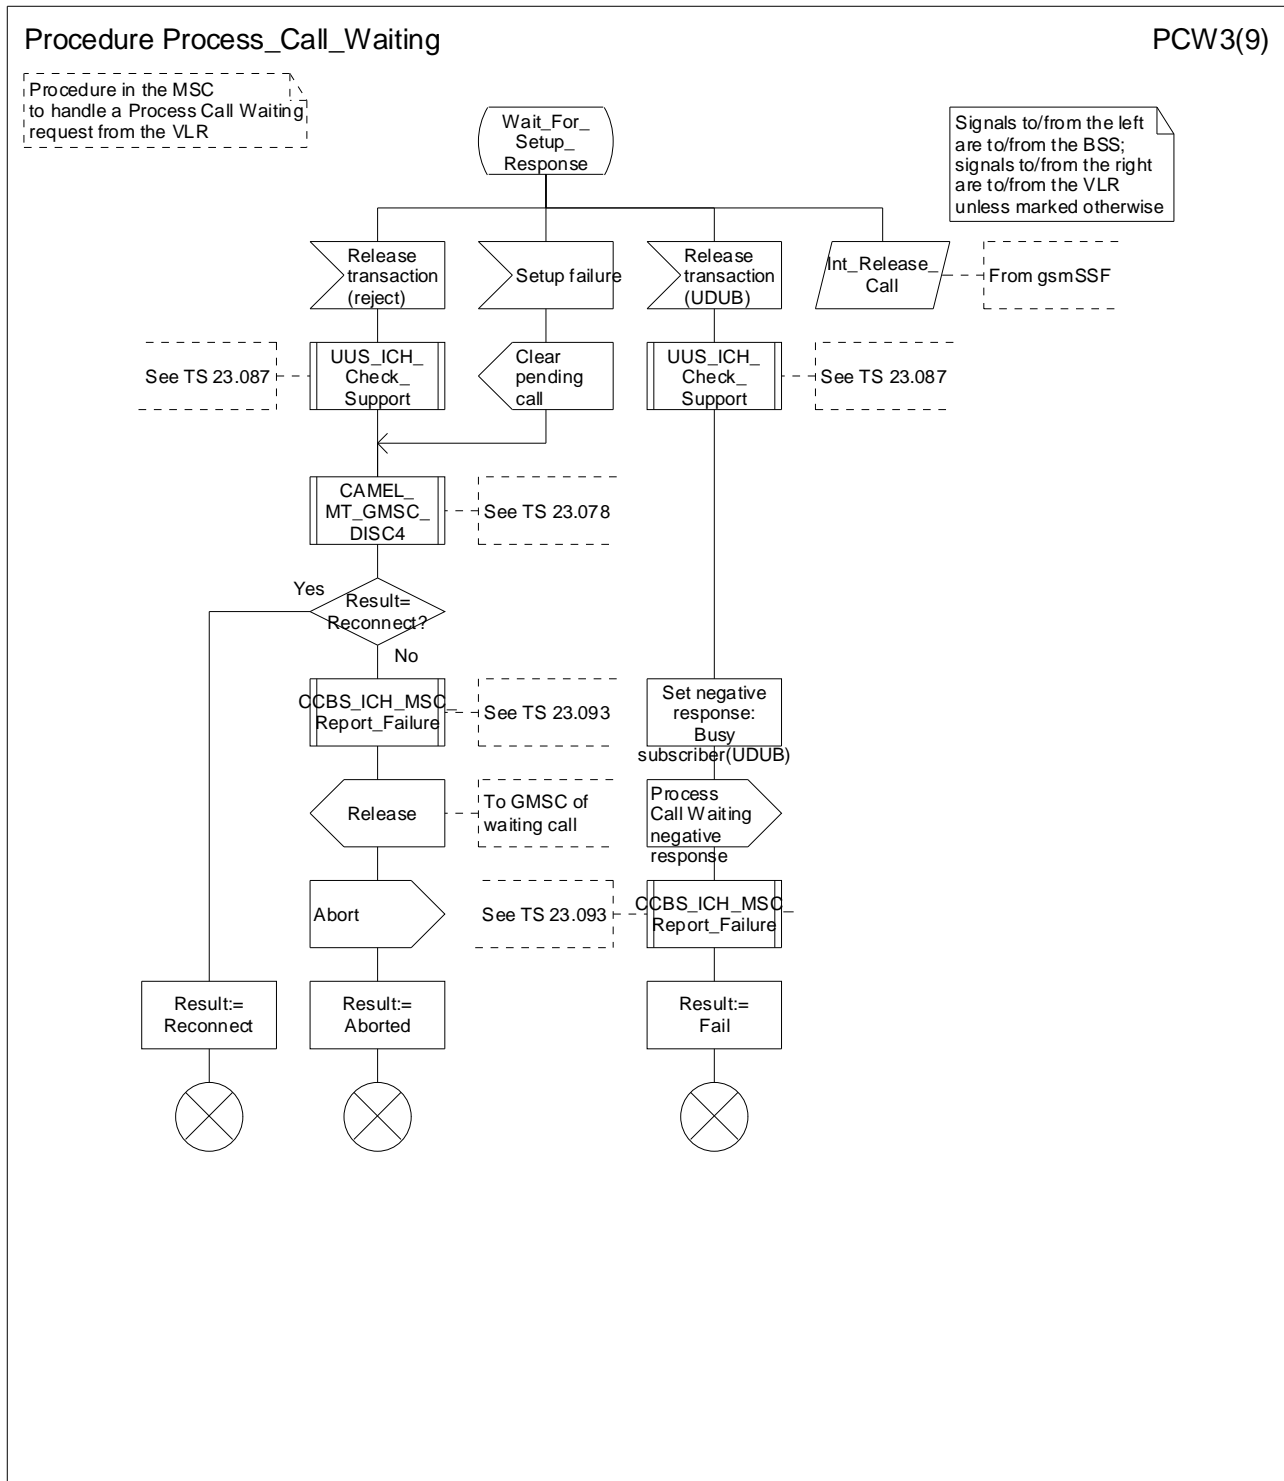 Procedure Process_Call_Waiting
PCW3(9)
Procedure in the MSC
to handle a Process Call Waiting
request from the VLR
Wait_For_
Setup_
Response
Signals to/from the left
are to/from the BSS;
signals to/from the right
are to/from the VLR
unless marked otherwise
Release
transaction
(reject)
Setup failure
Release
transaction
(UDUB)
Int_Release_
Call
From gsmSSF
See TS 23.087
UUS_ICH_
Check_
Support
Clear
pending
call
UUS_ICH_
Check_
Support
See TS 23.087
CAMEL_
MT_GMSC_
DISC4
See TS 23.078
Yes
Result=
Reconnect?
No
CCBS_ICH_MSC_
Report_Failure
See TS 23.093
Set negative
response:
Busy
subscriber(UDUB)
Release
To GMSC of
waiting call
Process
Call Waiting
negative
response
Abort
See TS 23.093
CCBS_ICH_MSC_
Report_Failure
Result:=
Reconnect
Result:=
Aborted
Result:=
Fail